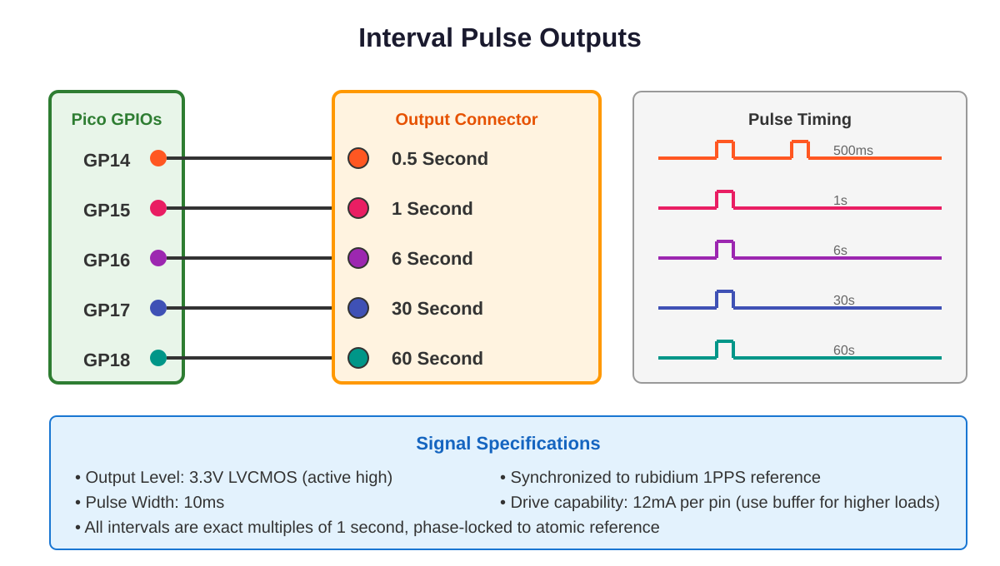 Interval Pulse Outputs
Pico GPIOs
GP14
GP15
GP16
GP17
GP18
Output Connector
0.5 Second
1 Second
6 Second
30 Second
60 Second
Pulse Timing
500ms
1s
6s
30s
60s
Signal Specifications
• Output Level: 3.3V LVCMOS (active high)
• Pulse Width: 10ms
• Synchronized to rubidium 1PPS reference
• Drive capability: 12mA per pin (use buffer for higher loads)
• All intervals are exact multiples of 1 second, phase-locked to atomic reference